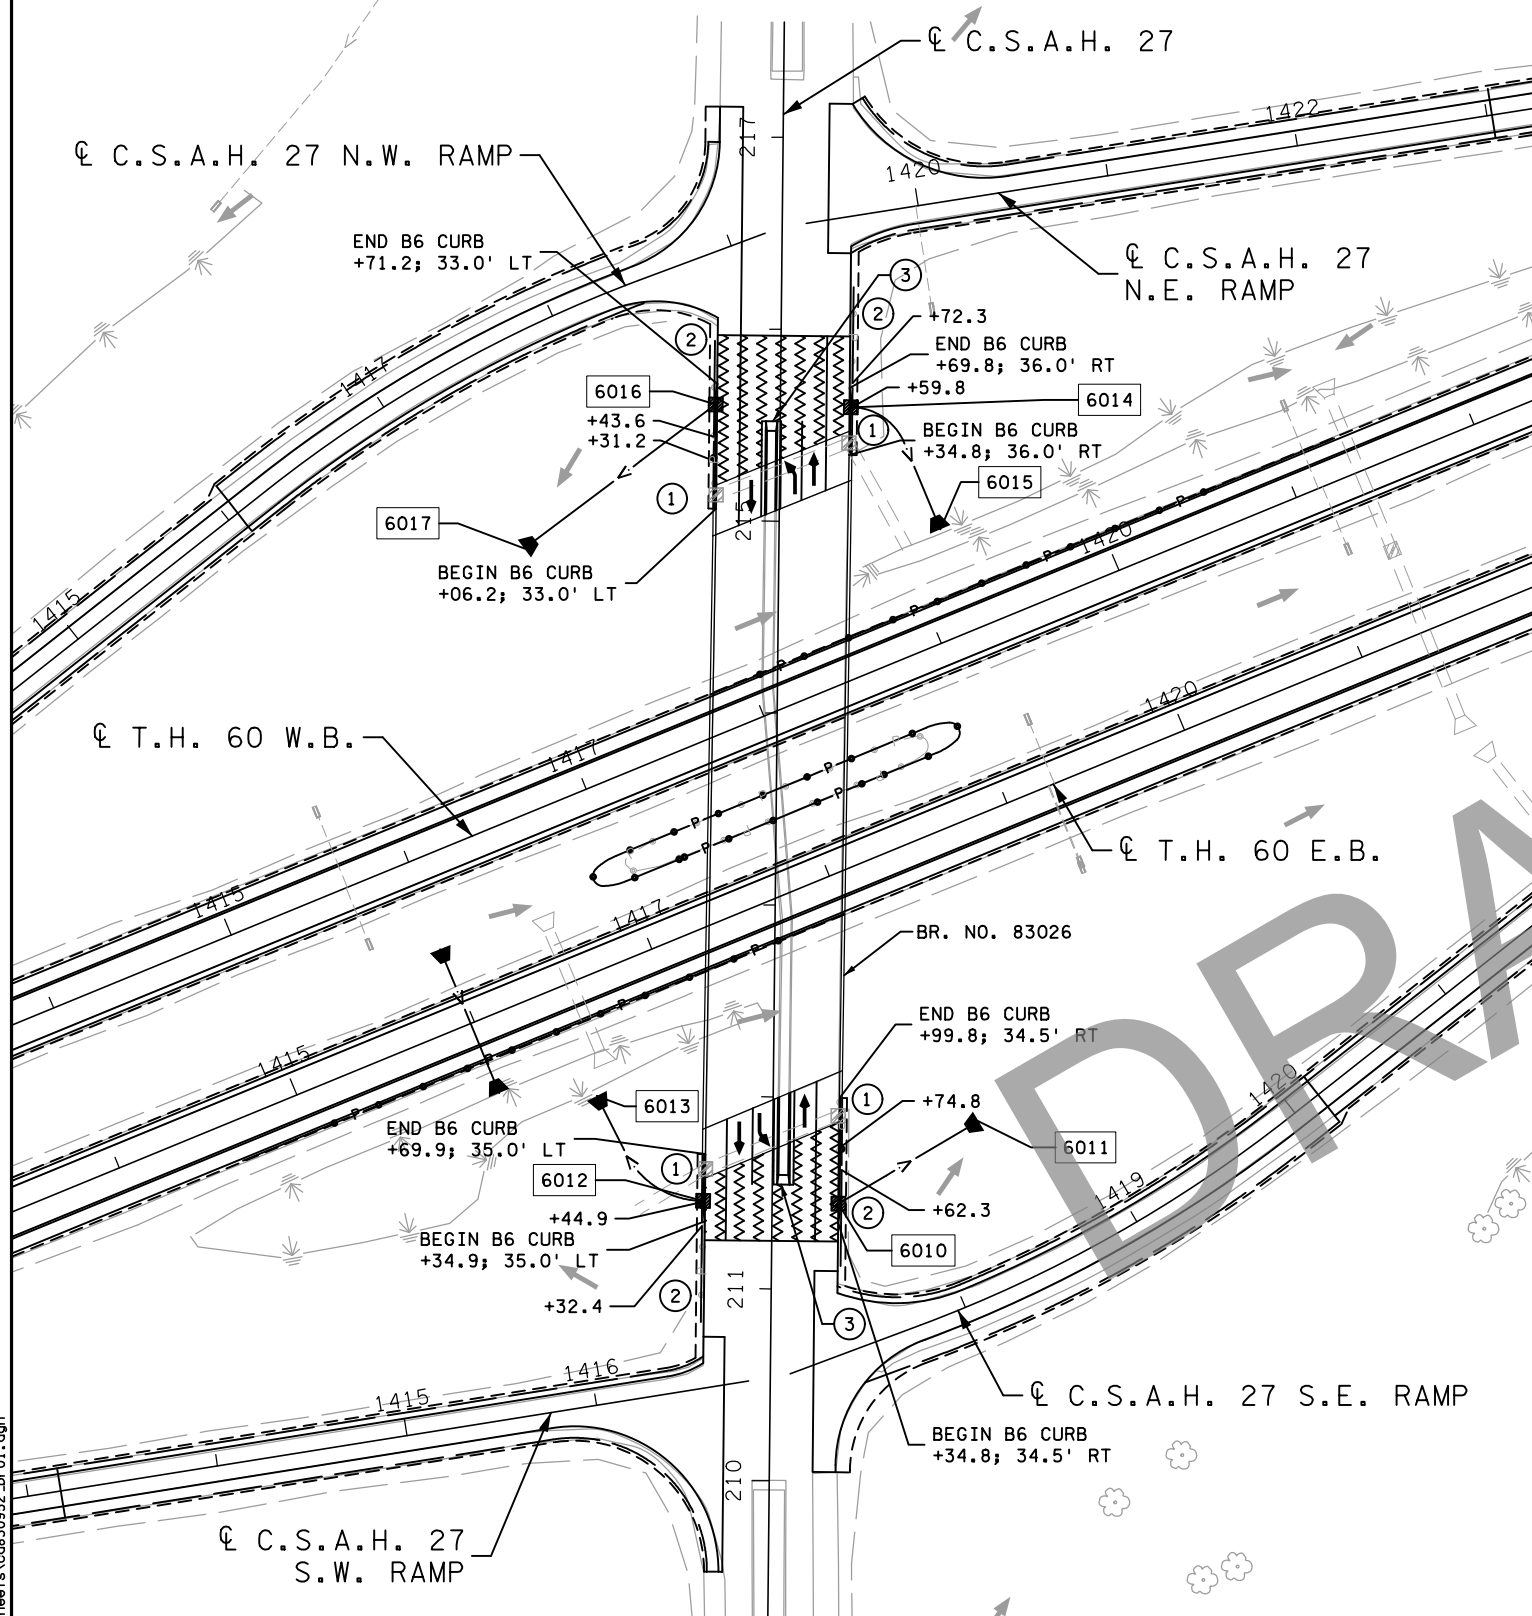 ℄ C.S.A.H. 27
217
1422
℄ C.S.A.H. 27 N.W. RAMP
1420
END B6 CURB
+71.2; 33.0' LT
℄ C.S.A.H. 27
N.E. RAMP
3
2
+72.3
2
END B6 CURB
+69.8; 36.0' RT
1417
6016
+59.8
6014
+43.6
+31.2
1
BEGIN B6 CURB
+34.8; 36.0' RT
6015
1
P
6017
215
1420
P
BEGIN B6 CURB
+06.2; 33.0' LT
1415
P
P
1420
℄ T.H. 60 W.B.
1417
P
P
P
P
℄ T.H. 60 E.B.
1415
1417
BR. NO. 83026
P
P
END B6 CURB
+99.8; 34.5' RT
1415
P
1420
P
6013
1
+74.8
END B6 CURB
+69.9; 35.0' LT
6011
1
6012
1419
+44.9
2
+62.3
BEGIN B6 CURB
+34.9; 35.0' LT
6010
211
2
+32.4
3
1416
1415
℄ C.S.A.H. 27 S.E. RAMP
BEGIN B6 CURB
+34.8; 34.5' RT
210
℄ C.S.A.H. 27
S.W. RAMP
DRA